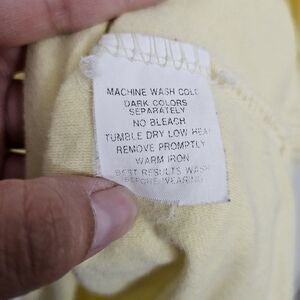 MACHINE WASH COLD
DARK COLORS
SEPARATELY
NO BLEACH
TUMBLE DRY LOW HEAT
REMOVE PROMPTLY
WARM IRON
BEST RESULTS WASH
BEFORE WEARING